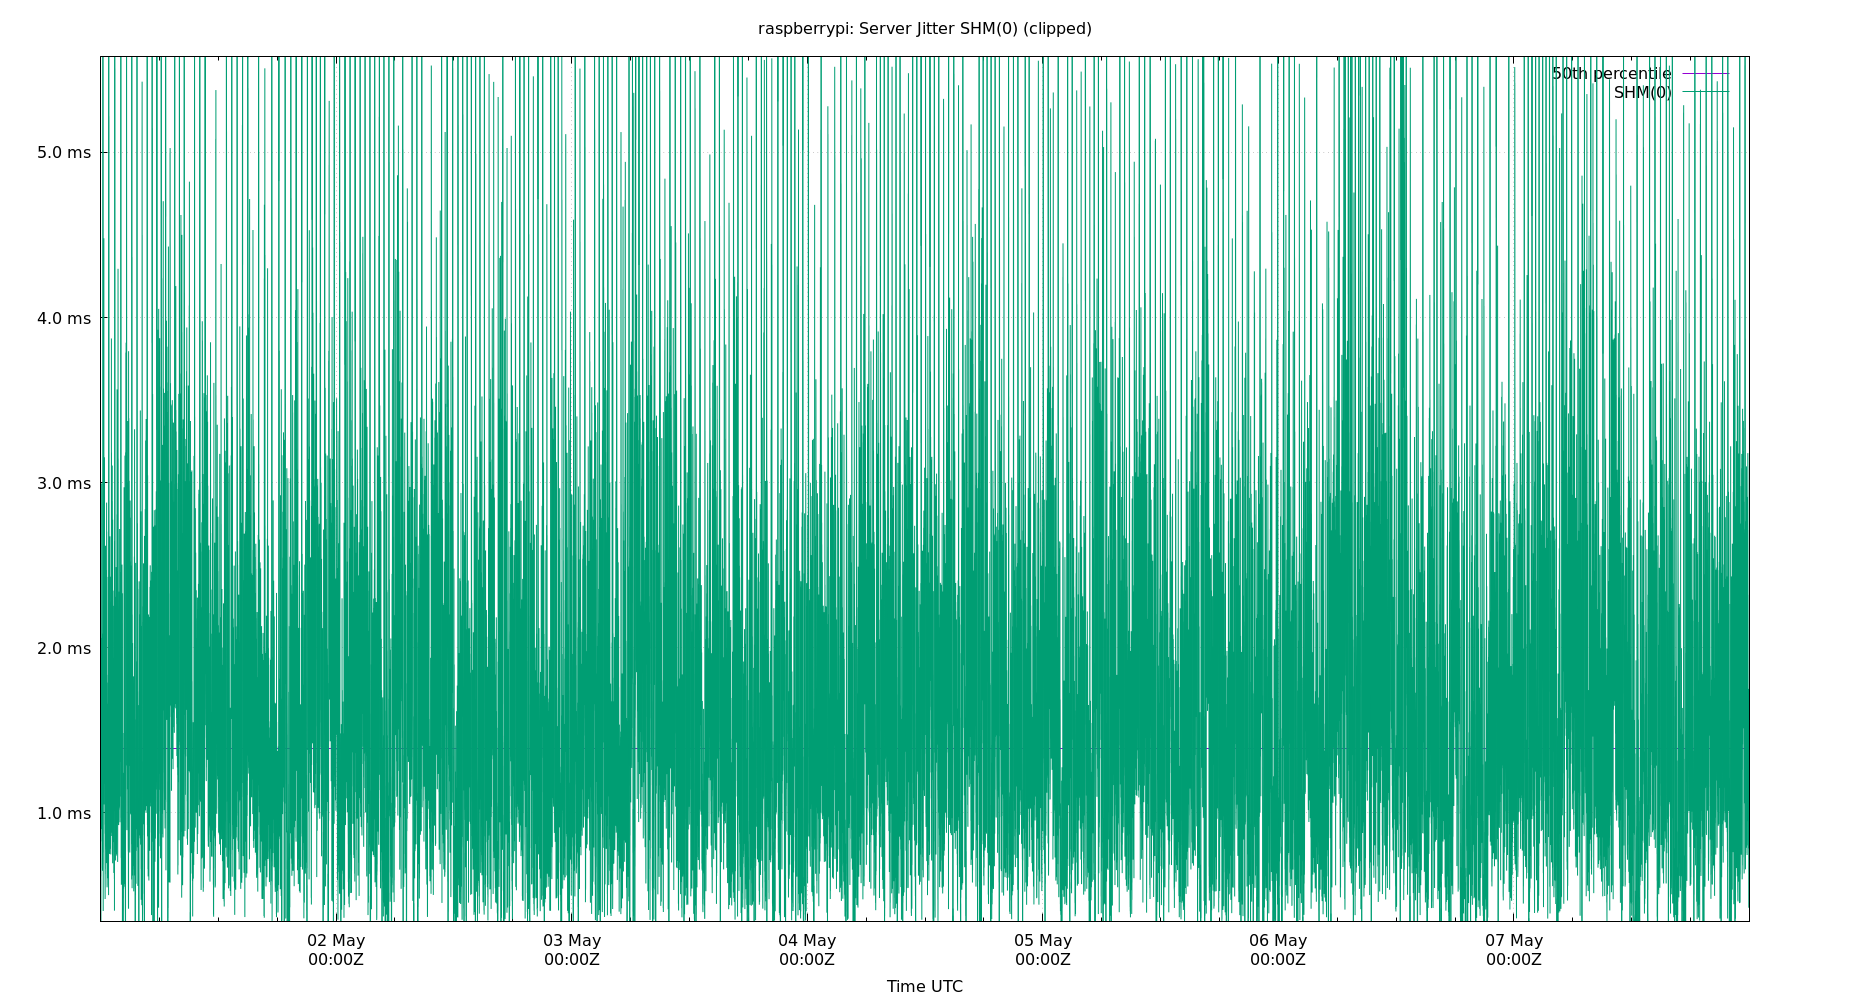 raspberrypi: Server Jitter SHM(0) (clipped)
50th percentile
SHM(0)
5.0 ms
4.0 ms
3.0 ms
2.0 ms
1.0 ms
02 May 03 May 04 May 05 May 06 May 07 May
00:00Z 00:00Z 00:00Z 00:00Z 00:00Z 00:00Z
Time UTC